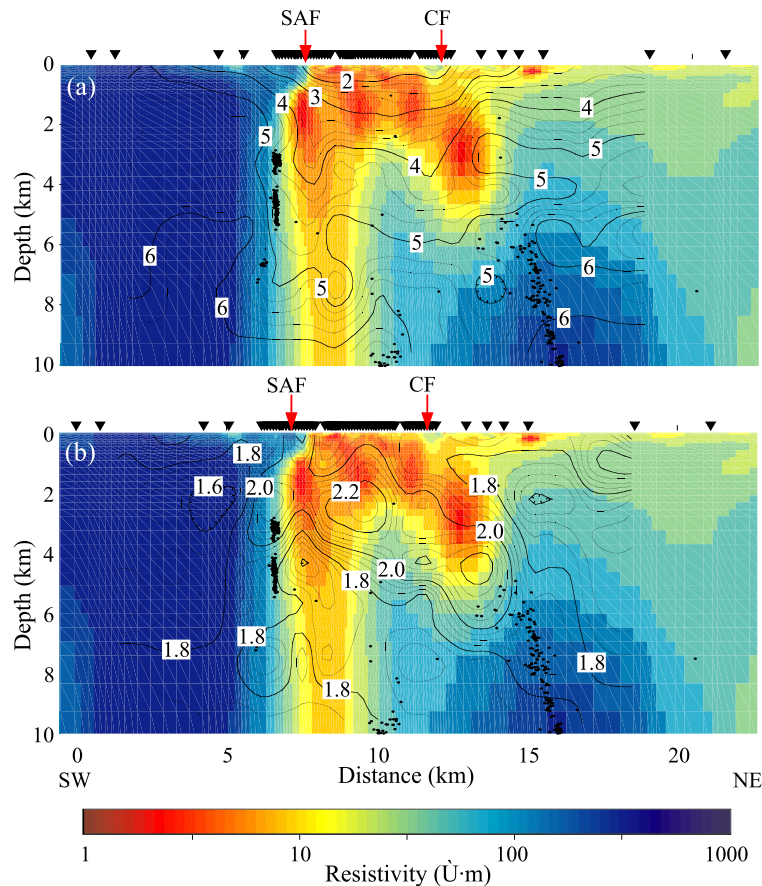 SAF CF
0 (a) 2
4 3 4
2
5 4 5
Depth (km)
4 5
6 6 5
6 5 6
8 6
6
10
SAF CF
0 (b) 1.8
1.6 2.0 2.2 1.8
2
2.0
4 1.8 2.0
Depth (km)
6
1.8 1.8 1.8
8 1.8
10
0 5 10 15 20
SW Distance (km) NE
1 10 100 1000
Resistivity (Ù·m)